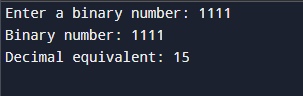 Enter a binary number: 1111
Binary number: 1111
Decimal equivalent: 15